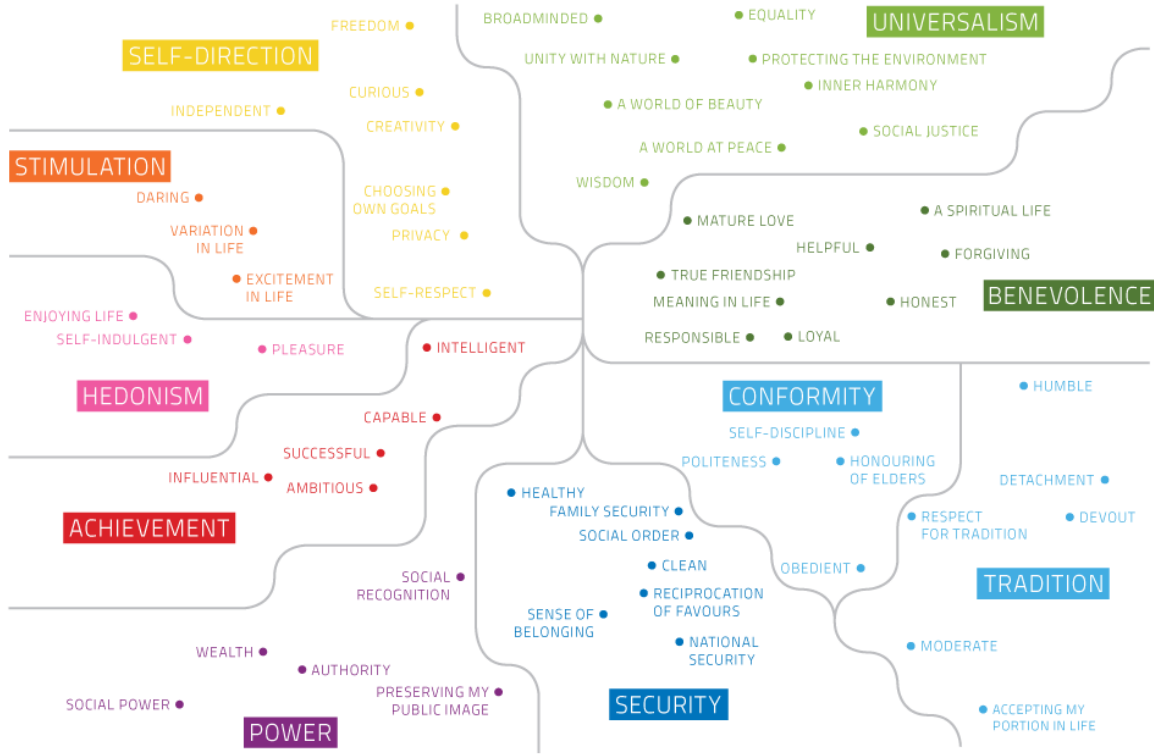 SELF-DIRECTION
FREEDOM
CURIOUS
INDEPENDENT
CREATIVITY
CHOOSING
OWN GOALS
PRIVACY
SELF-RESPECT
UNIVERSALISM
BROADMINDED
EQUALITY
UNITY WITH NATURE
PROTECTING THE ENVIRONMENT
INNER HARMONY
A WORLD OF BEAUTY
SOCIAL JUSTICE
A WORLD AT PEACE
WISDOM
STIMULATION
DARING
VARIATION
IN LIFE
EXCITEMENT
IN LIFE
MATURE LOVE
A SPIRITUAL LIFE
HELPFUL
FORGIVING
TRUE FRIENDSHIP
MEANING IN LIFE
HONEST
BENEVOLENCE
RESPONSIBLE
LOYAL
ENJOYING LIFE
SELF-INDULGENT
PLEASURE
HEDONISM
INTELLIGENT
CAPABLE
SUCCESSFUL
INFLUENTIAL
AMBITIOUS
ACHIEVEMENT
CONFORMITY
SELF-DISCIPLINE
POLITENESS
HONOURING
OF ELDERS
OBEDIENT
HUMBLE
DETACHMENT
RESPECT
FOR TRADITION
DEVOUT
TRADITION
MODERATE
ACCEPTING MY
PORTION IN LIFE
HEALTHY
FAMILY SECURITY
SOCIAL ORDER
CLEAN
RECIPROCATION
OF FAVOURS
SENSE OF
BELONGING
NATIONAL
SECURITY
SECURITY
SOCIAL
RECOGNITION
WEALTH
AUTHORITY
PRESERVING MY
PUBLIC IMAGE
SOCIAL POWER
POWER